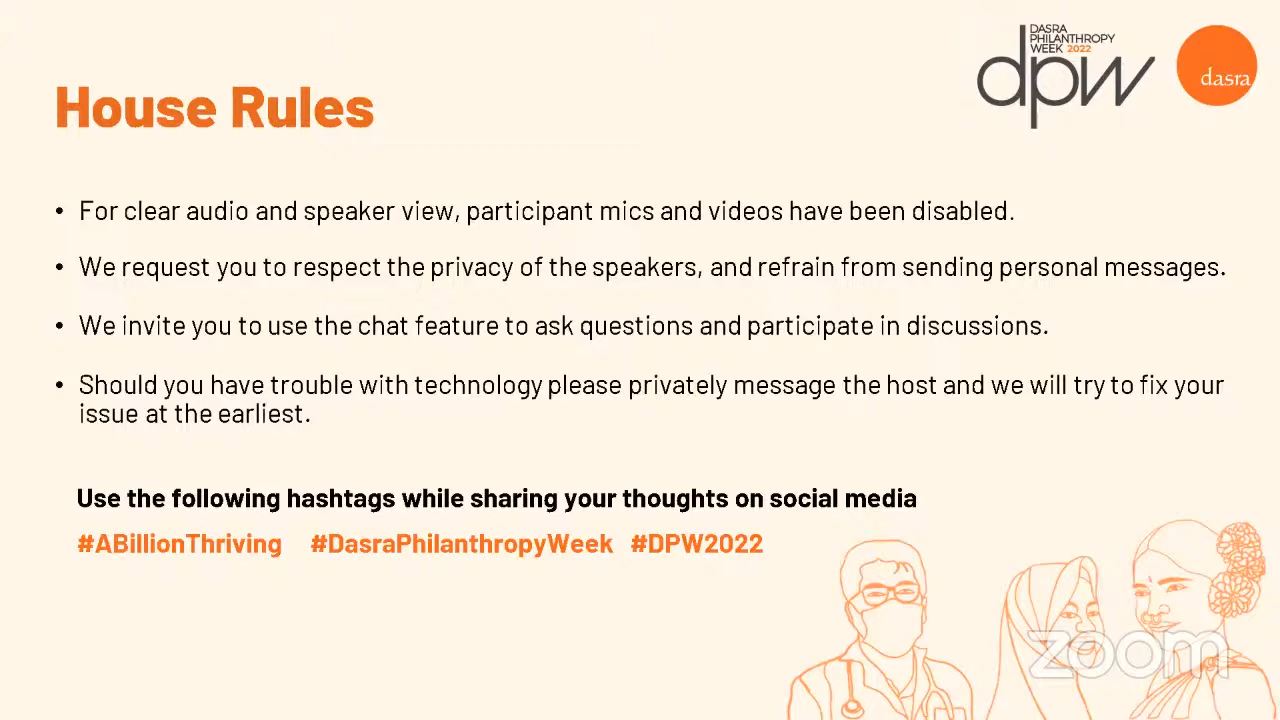 DASRA
PHILANTHROPY
WEEK 2022
dpw
dasra
House Rules
• For clear audio and speaker view, participant mics and videos have been disabled.
• We request you to respect the privacy of the speakers, and refrain from sending personal messages.
• We invite you to use the chat feature to ask questions and participate in discussions.
• Should you have trouble with technology please privately message the host and we will try to fix your
issue at the earliest.
Use the following hashtags while sharing your thoughts on social media
#ABillionThriving #DasraPhilanthropyWeek #DPW2022
zoom